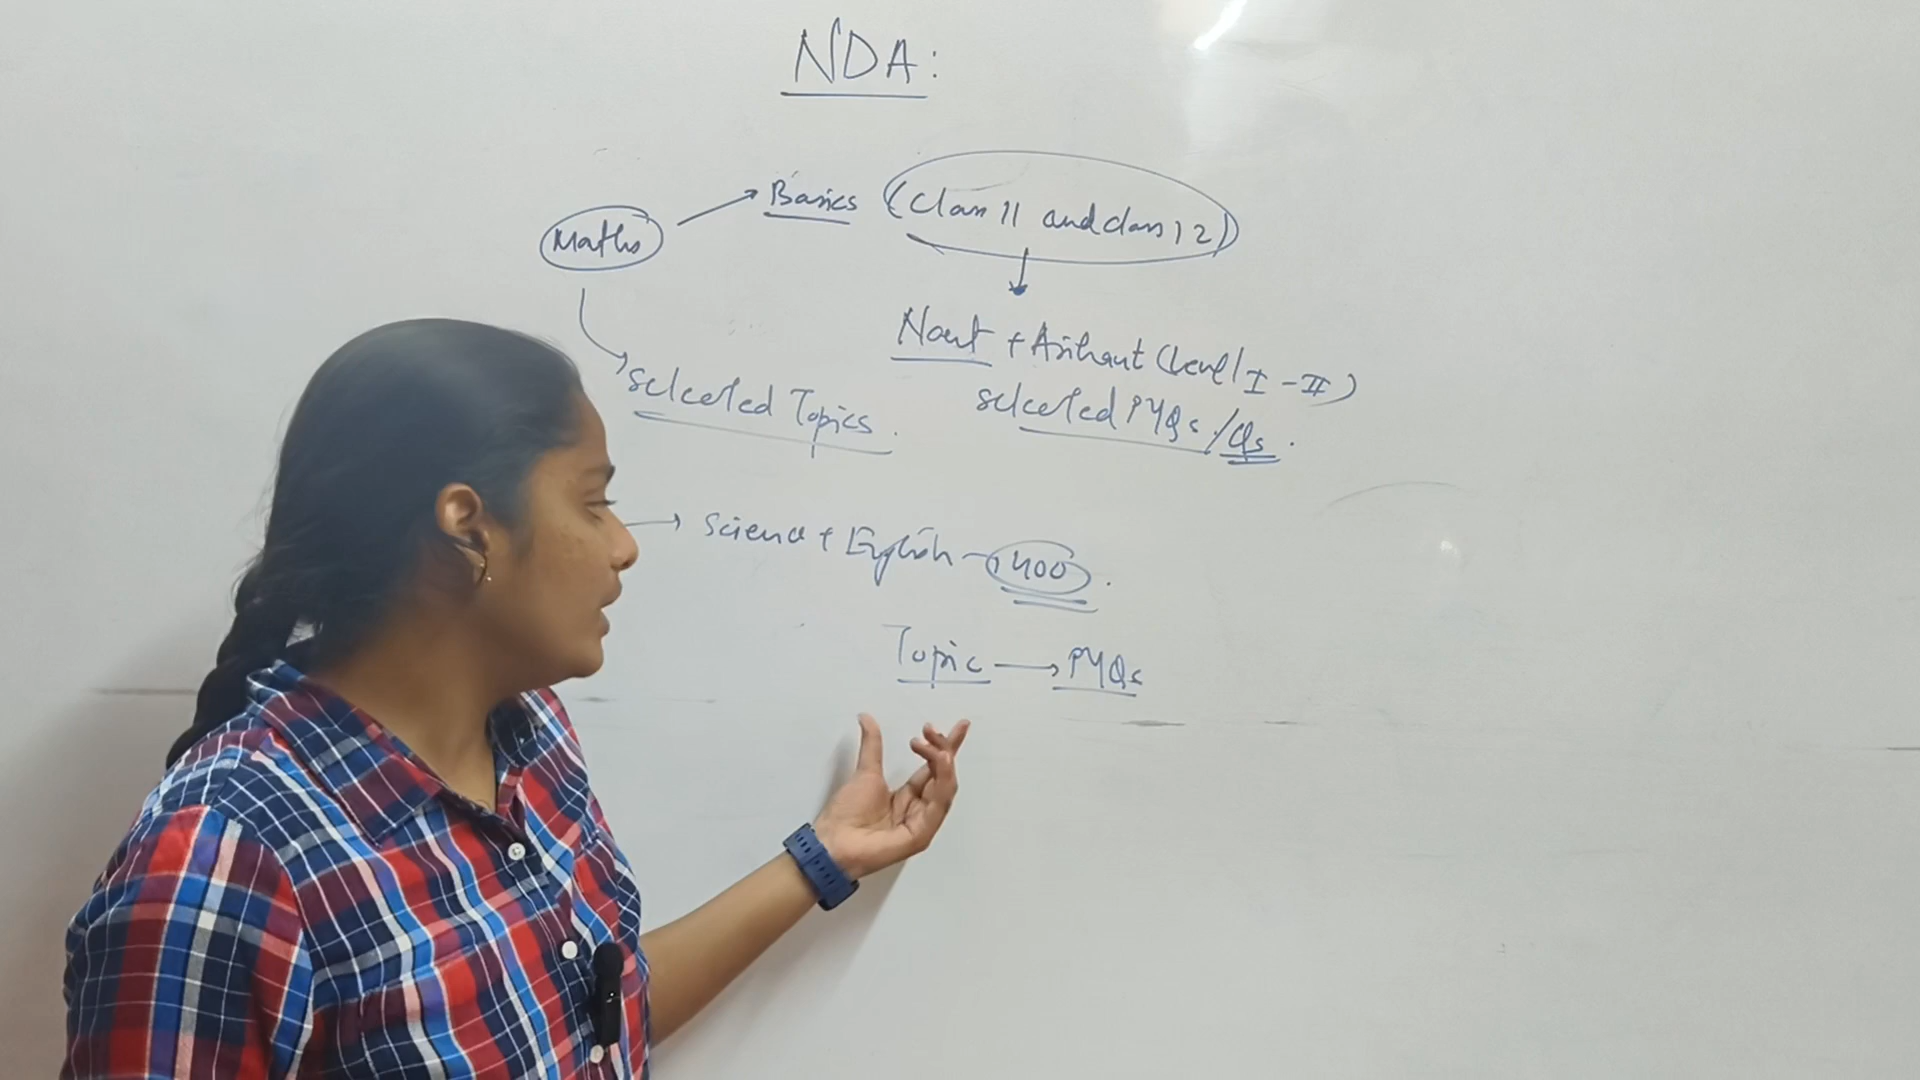 NDA:
Maths
Basics (Class 11 and class 12)
+ Arihant (Level I - II)
selected PYQs/Qs.
selected Topics.
Science + English - 400.
Topic → PYQs